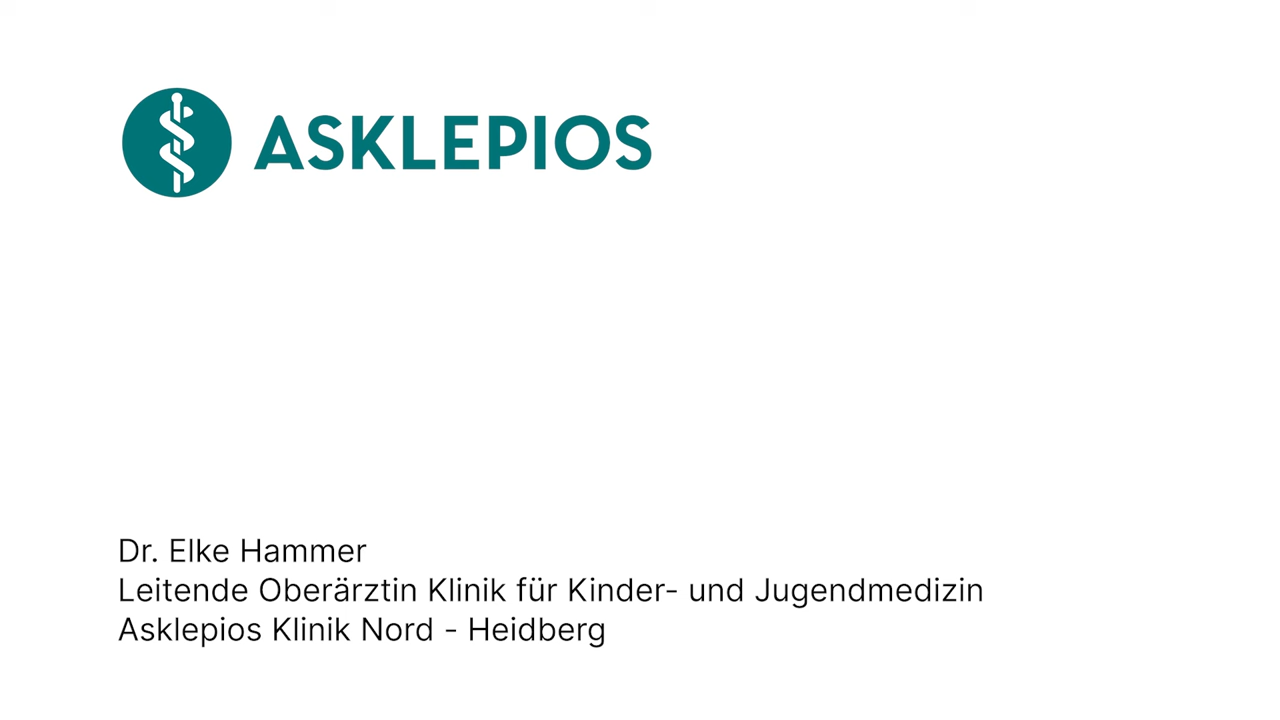 ASKLEPIOS
Dr. Elke Hammer
Leitende Oberärztin Klinik für Kinder- und Jugendmedizin
Asklepios Klinik Nord - Heidberg